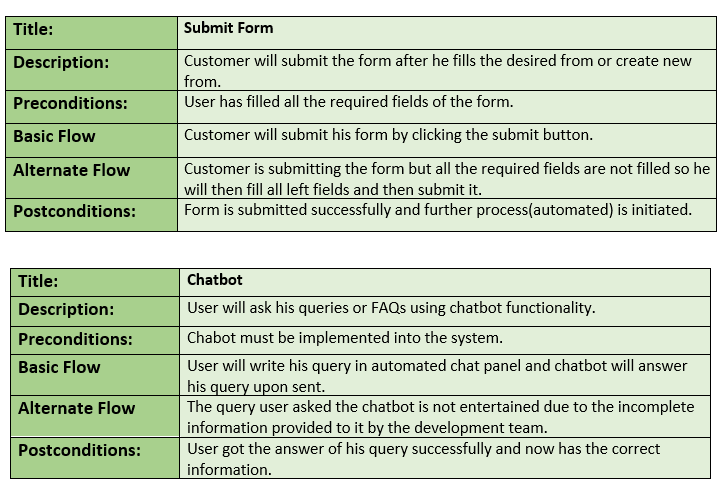 Title: Submit Form
Description: Customer will submit the form after he fills the desired from or create new
from.
Preconditions: User has filled all the required fields of the form.
Basic Flow Customer will submit his form by clicking the submit button.
Alternate Flow Customer is submitting the form but all the required fields are not filled so he
will then fill all left fields and then submit it.
Postconditions: Form is submitted successfully and further process(automated) is initiated.
Title: Chatbot
Description: User will ask his queries or FAQs using chatbot functionality.
Preconditions: Chabot must be implemented into the system.
Basic Flow User will write his query in automated chat panel and chatbot will answer
his query upon sent.
Alternate Flow The query user asked the chatbot is not entertained due to the incomplete
information provided to it by the development team.
Postconditions: User got the answer of his query successfully and now has the correct
information.